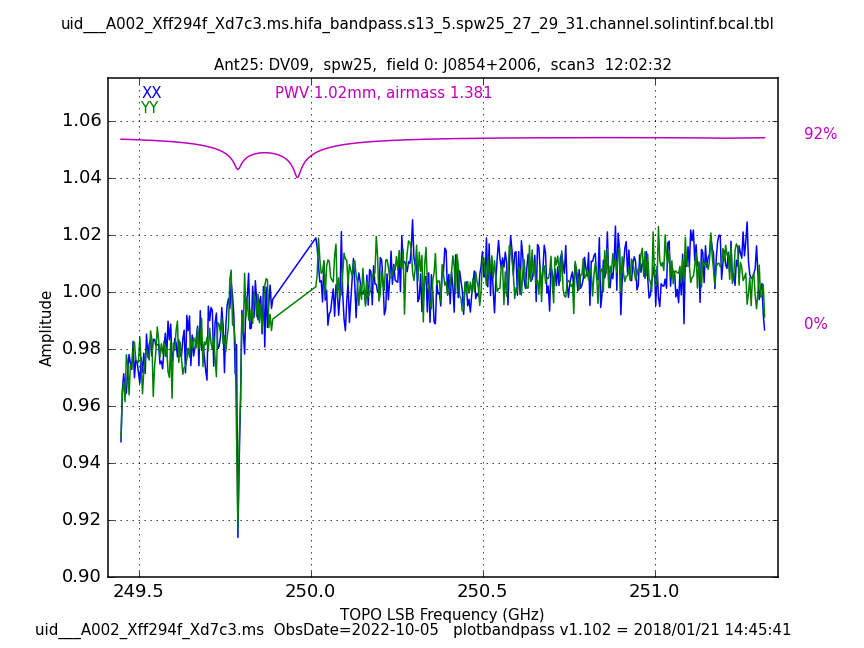 uid___A002_Xff294f_Xd7c3.ms.hifa_bandpass.s13_5.spw25_27_29_31.channel.solintinf.bcal.tbl
Ant25: DV09,  spw25,  field 0: J0854+2006,  scan3  12:02:32
XX
YY
PWV 1.02mm, airmass 1.381
92%
0%
1.06
1.04
1.02
1.00
0.98
0.96
0.94
0.92
0.90
Amplitude
249.5
250.0
250.5
251.0
TOPO LSB Frequency (GHz)
uid___A002_Xff294f_Xd7c3.ms  ObsDate=2022-10-05   plotbandpass v1.102 = 2018/01/21 14:45:41